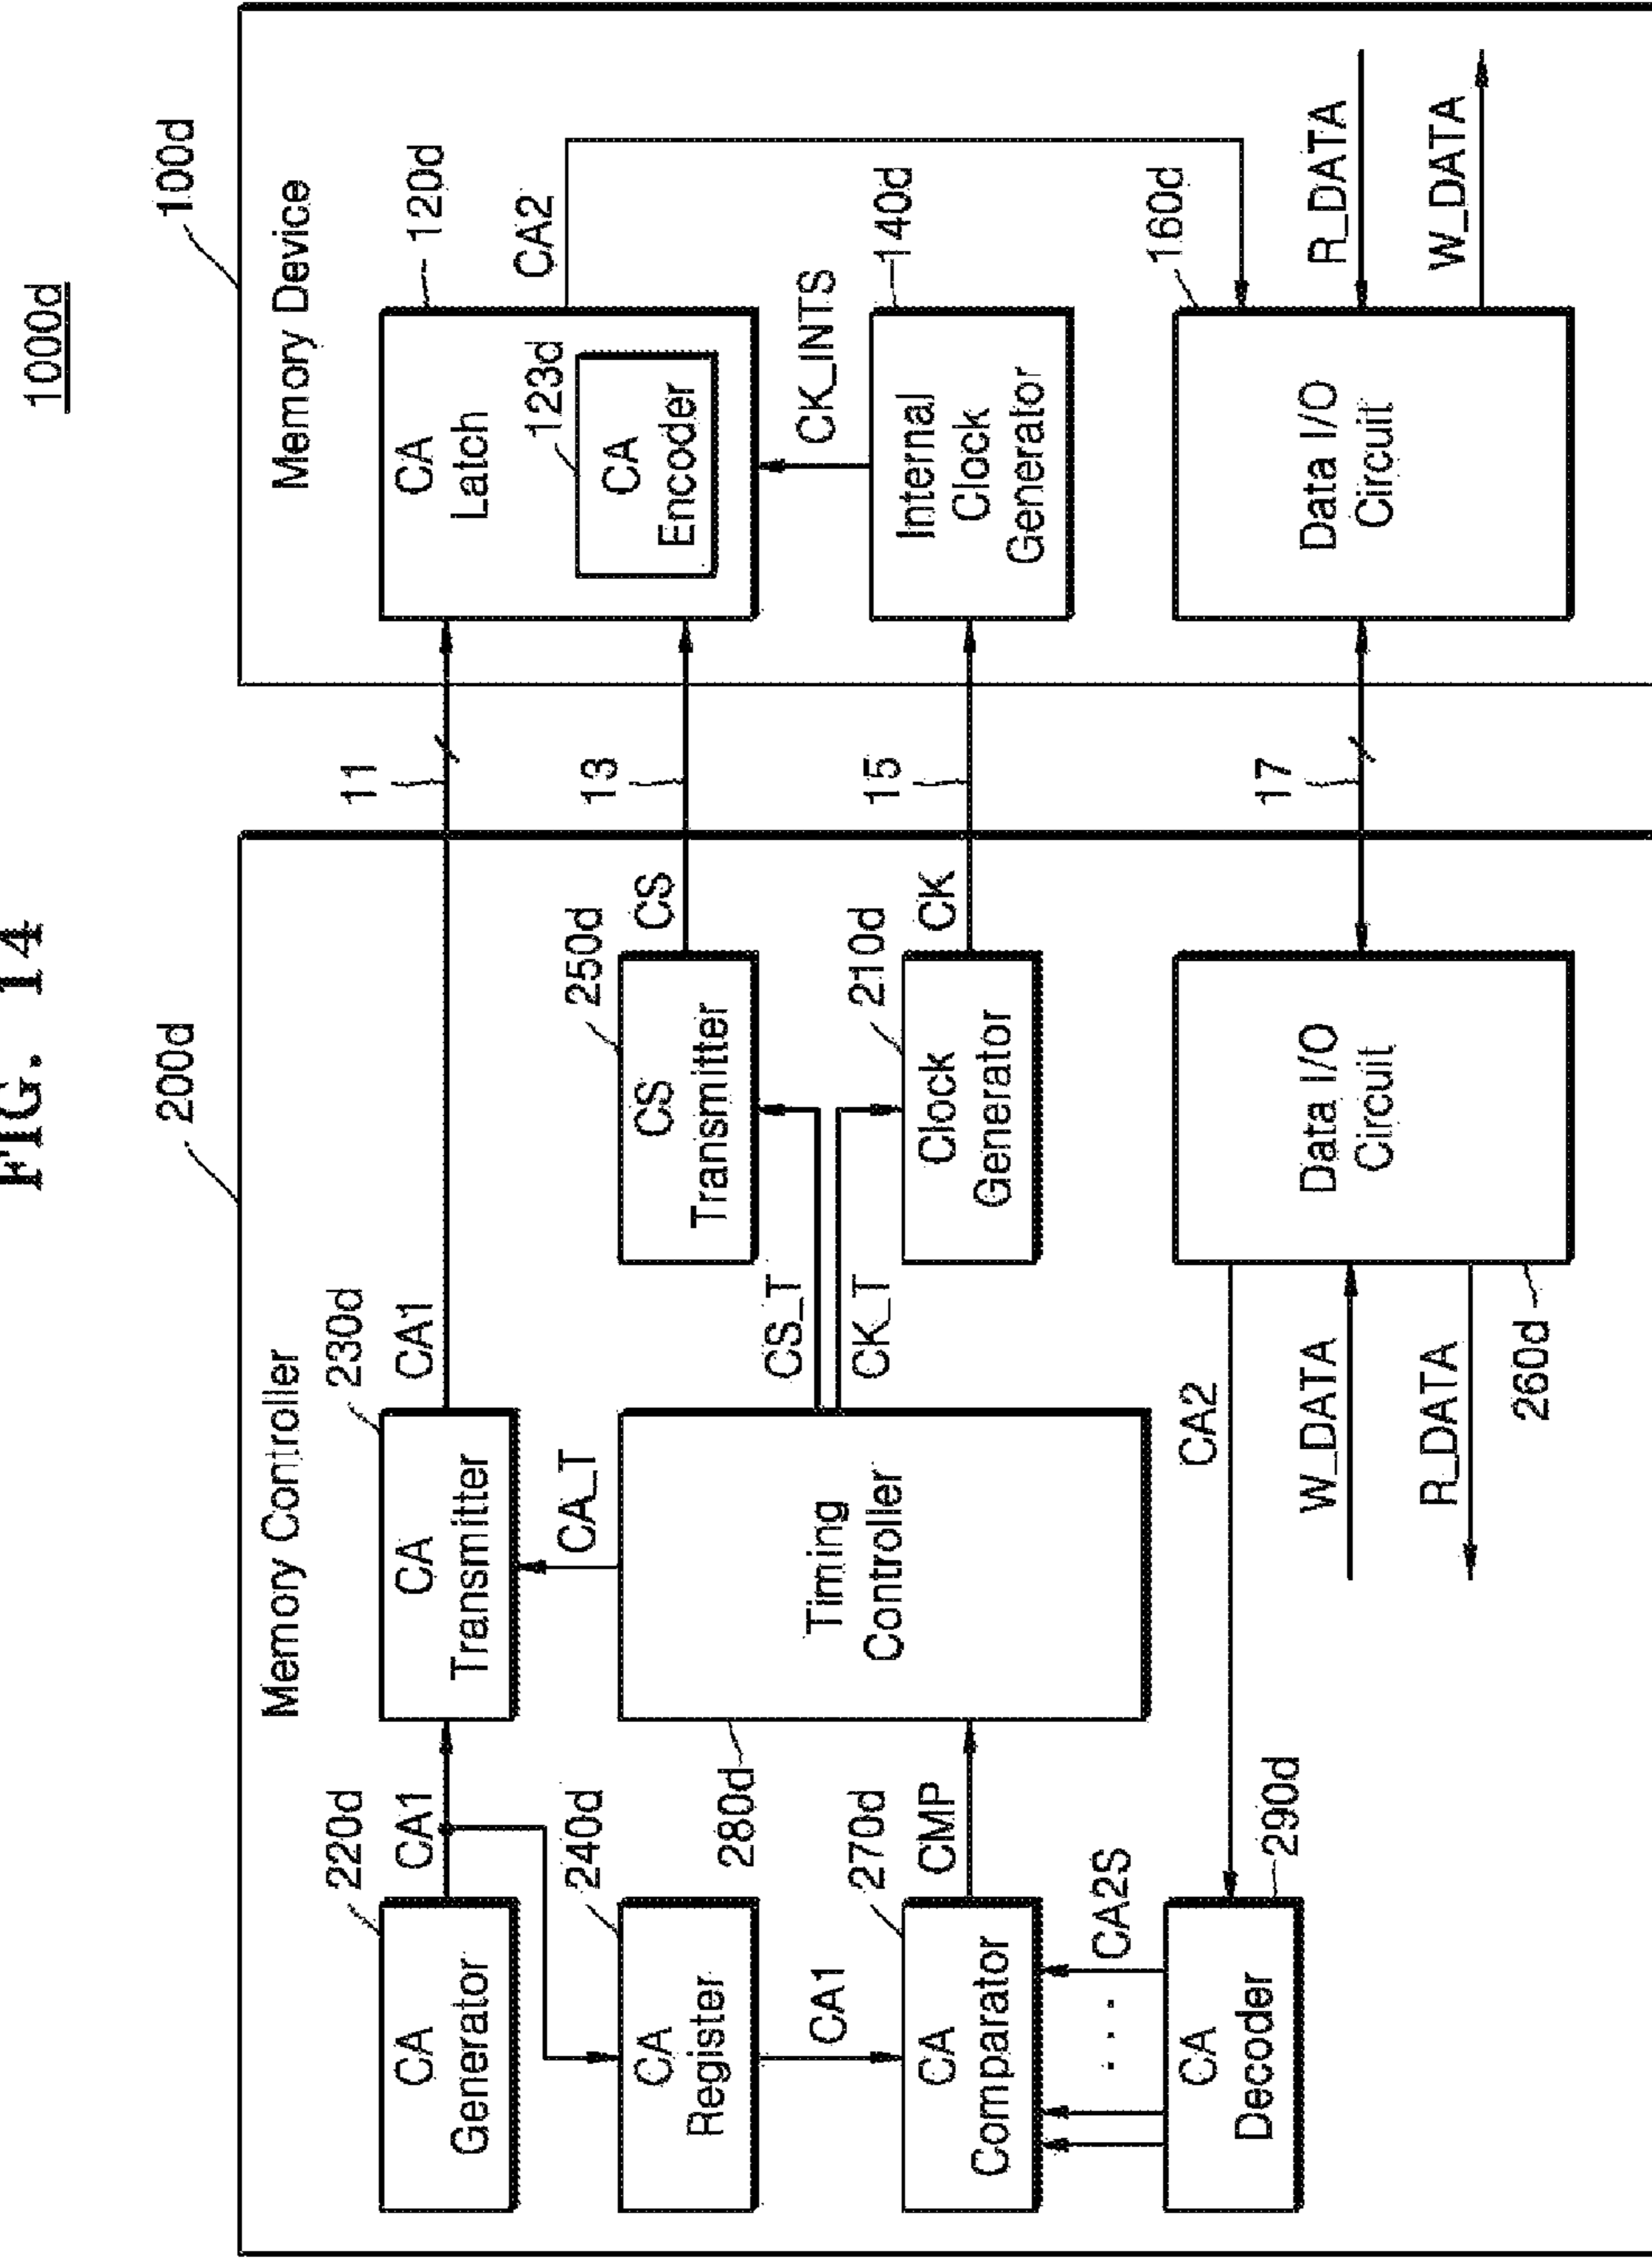 FIG. 14
1000d
200d
100d
Memory Controller
Memory Device
220d
CA
Generator
CA1
230d
CA
Transmitter
CA1
11
CA
Latch
120d
123d
CA
Encoder
CA2
240d
CA
Register
CA_T
250d
CS
Transmitter
CS
13
280d
Timing
Controller
CS_T
CK_T
CK_INTS
CA1
270d
CA
Comparator
CMP
210d
Clock
Generator
CK
15
Internal
Clock
Generator
140d
CA2S
CA
Decoder
290d
CA2
W_DATA
R_DATA
260d
Data I/O
Circuit
17
Data I/O
Circuit
160d
R_DATA
W_DATA